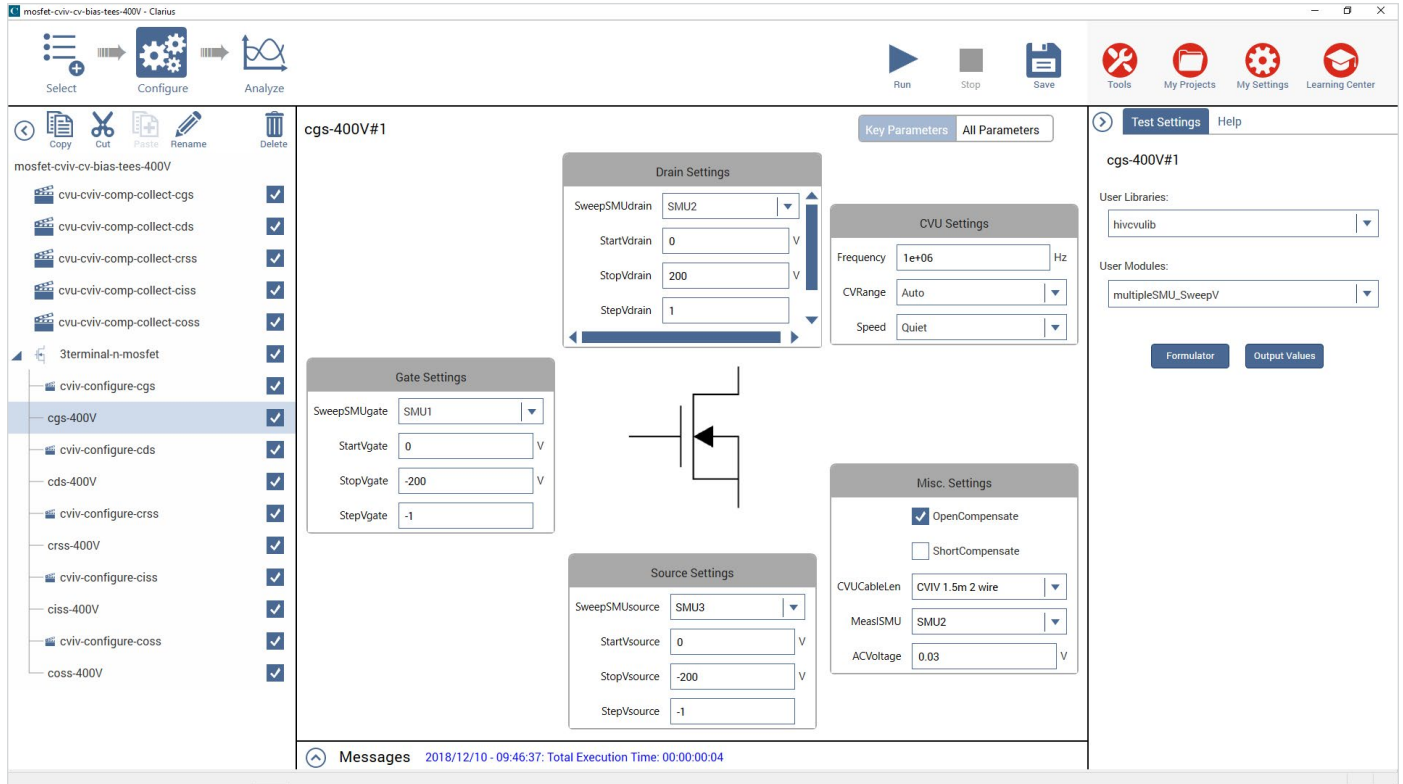 mosfet-cviv-cv-bias-tees-400V - Clarius
Select
Configure
Analyze
Run
Stop
Save
Tools
My Projects
My Settings
Learning Center
Copy
Cut
Paste
Rename
Delete
mosfet-cviv-cv-bias-tees-400V
cvu-cviv-comp-collect-cgs
cvu-cviv-comp-collect-cds
cvu-cviv-comp-collect-crss
cvu-cviv-comp-collect-ciss
cvu-cviv-comp-collect-coss
3terminal-n-mosfet
cviv-configure-cgs
cgs-400V
cviv-configure-cds
cds-400V
cviv-configure-crss
crss-400V
cviv-configure-ciss
ciss-400V
cviv-configure-coss
coss-400V
cgs-400V#1
Key Parameters
All Parameters
Drain Settings
SweepSMUdrain SMU2
StartVdrain 0 V
StopVdrain 200 V
StepVdrain 1
CVU Settings
Frequency 1e+06 Hz
CVRange Auto
Speed Quiet
Gate Settings
SweepSMUgate SMU1
StartVgate 0 V
StopVgate -200 V
StepVgate -1
Misc. Settings
OpenCompensate
ShortCompensate
CVUCableLen CVIV 1.5m 2 wire
MeasISMU SMU2
ACVoltage 0.03 V
Source Settings
SweepSMUsource SMU3
StartVsource 0 V
StopVsource -200 V
StepVsource -1
Messages 2018/12/10 - 09:46:37: Total Execution Time: 00:00:00:04
Test Settings
Help
cgs-400V#1
User Libraries:
hivcvulib
User Modules:
multipleSMU_SweepV
Formulator
Output Values